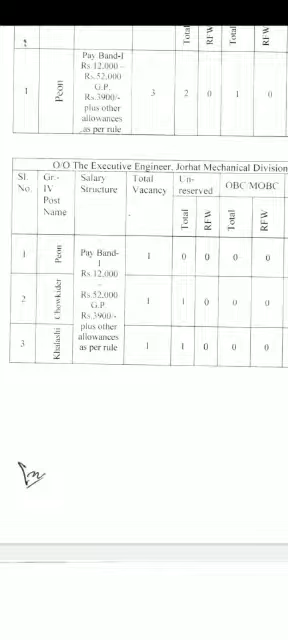 Total RFW Total RFW
1 Peon Pay Band-I Rs.12,000 – Rs.52,000 G.P. Rs.3900/- plus other allowances as per rule 3 2 0 1 0
O/O The Executive Engineer, Jorhat Mechanical Division
Sl. No. Gr.-IV Post Name Salary Structure Total Vacancy Un-reserved OBC/MOBC
Total RFW Total RFW
1 Peon Pay Band-I Rs.12,000 – Rs.52,000 G.P. Rs.3900/- plus other allowances as per rule 1 0 0 0 0
2 Chowkider 1 1 0 0 0
3 Khalashi 1 1 0 0 0